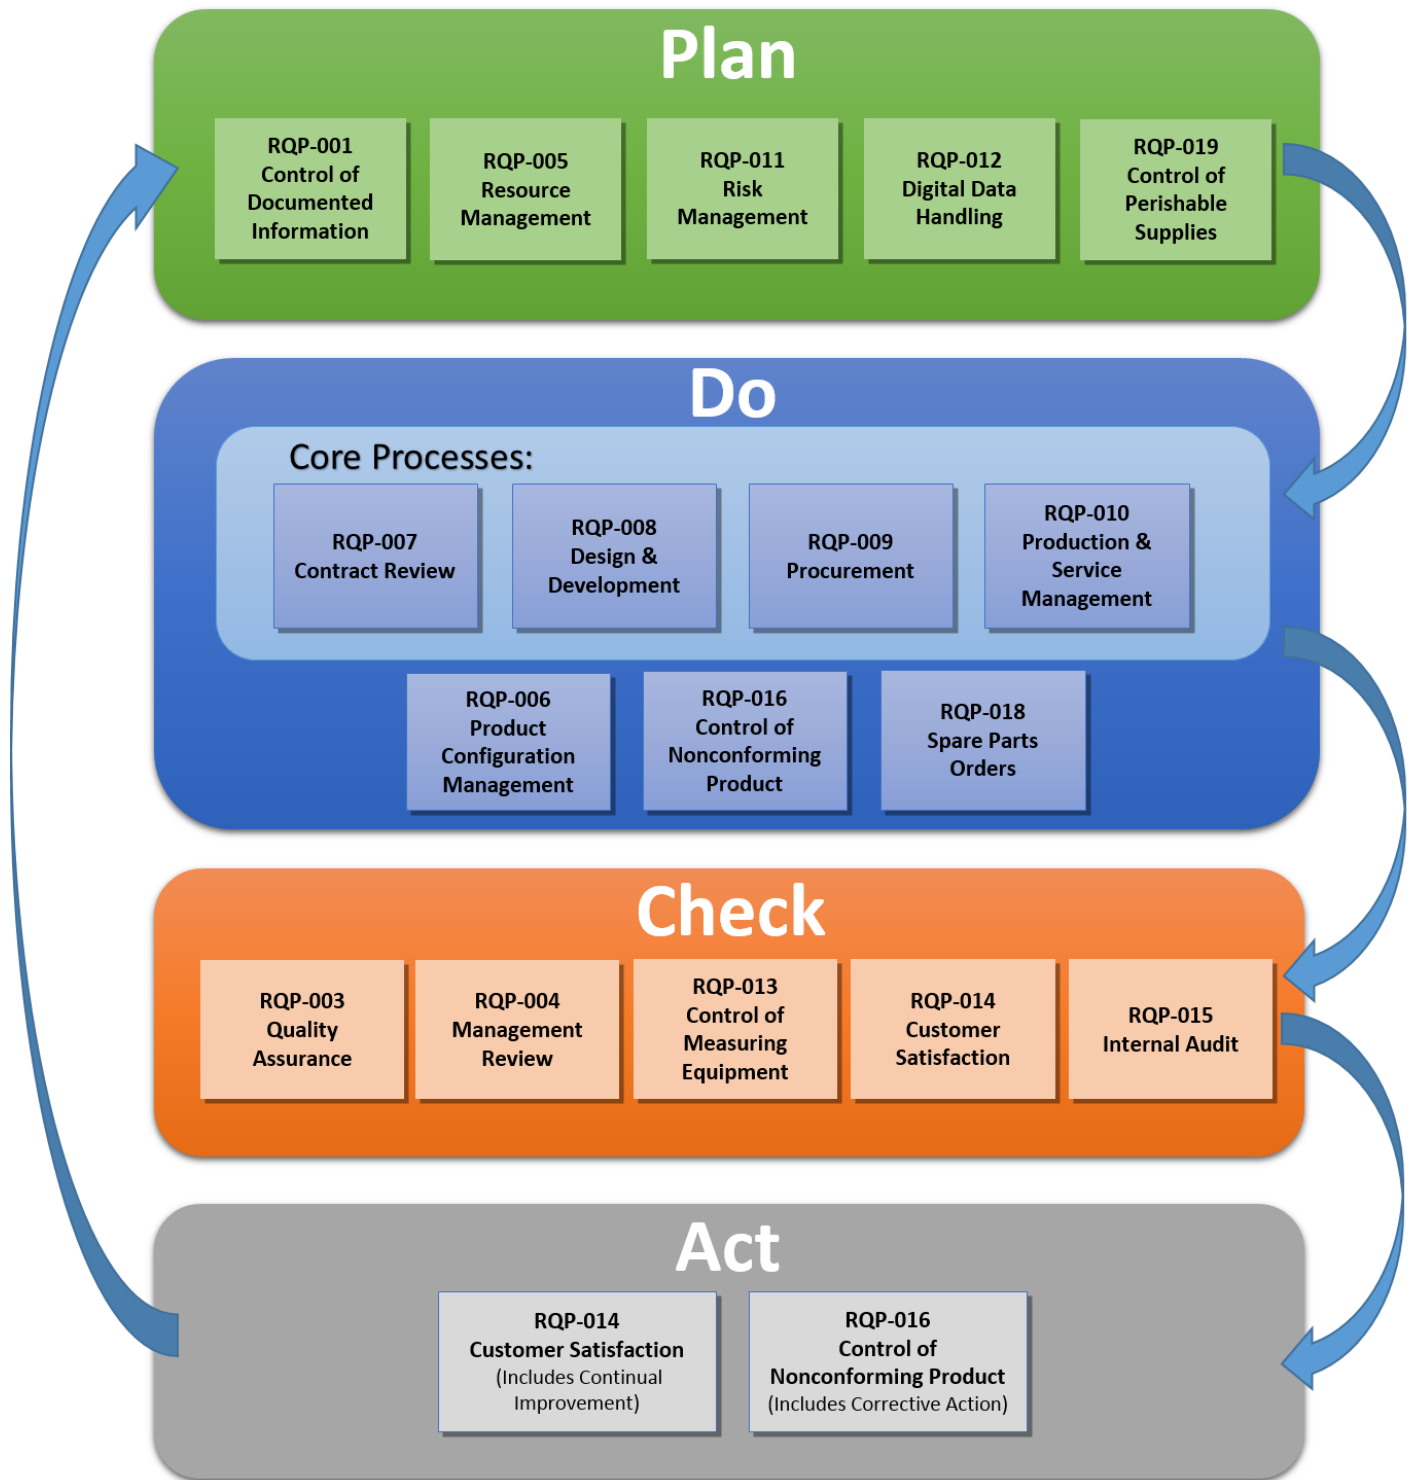 Plan
RQP-001
Control of
Documented
Information
RQP-005
Resource
Management
RQP-011
Risk
Management
RQP-012
Digital Data
Handling
RQP-019
Control of
Perishable
Supplies
Do
Core Processes:
RQP-007
Contract Review
RQP-008
Design &
Development
RQP-009
Procurement
RQP-010
Production &
Service
Management
RQP-006
Product
Configuration
Management
RQP-016
Control of
Nonconforming
Product
RQP-018
Spare Parts
Orders
Check
RQP-003
Quality
Assurance
RQP-004
Management
Review
RQP-013
Control of
Measuring
Equipment
RQP-014
Customer
Satisfaction
RQP-015
Internal Audit
Act
RQP-014
Customer Satisfaction
(Includes Continual
Improvement)
RQP-016
Control of
Nonconforming Product
(Includes Corrective Action)